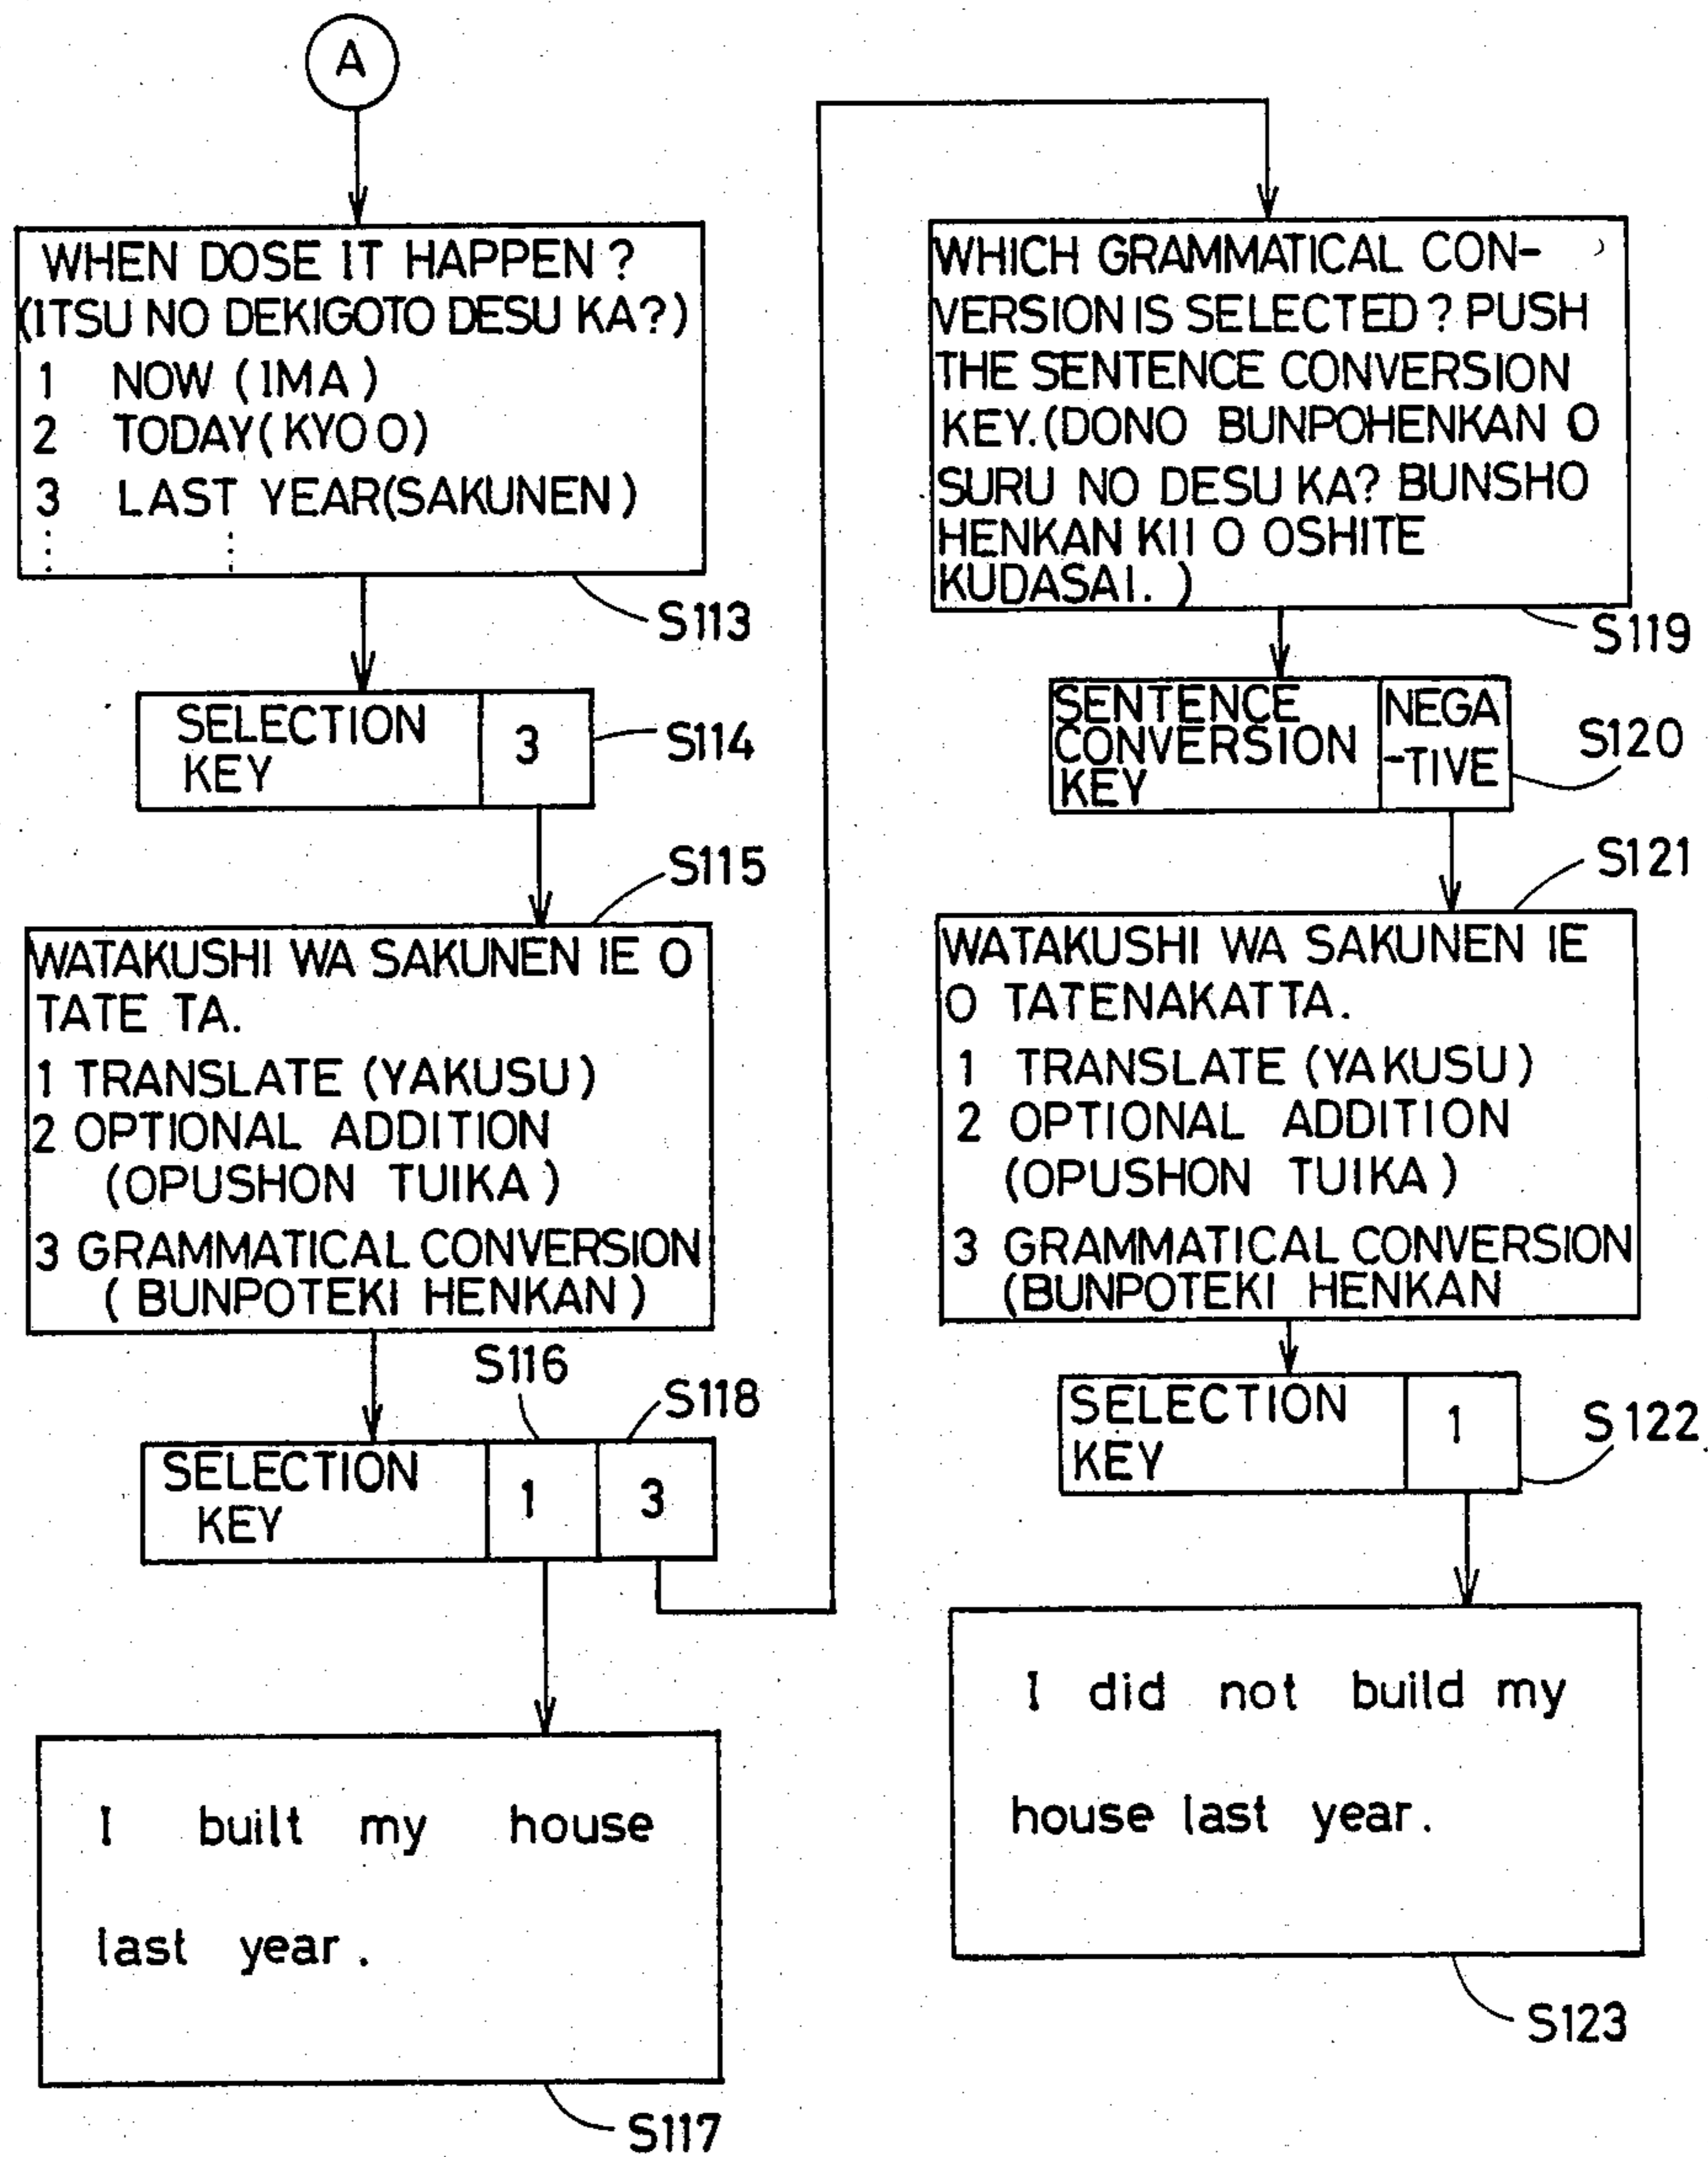 A
WHEN DOSE IT HAPPEN ?
(ITSU NO DEKIGOTO DESU KA?)
1 NOW (IMA)
2 TODAY(KYOO)
3 LAST YEAR(SAKUNEN)
⋮ ⋮
S113
SELECTION
KEY
3
S114
S115
WATAKUSHI WA SAKUNEN IE O
TATE TA.
1 TRANSLATE (YAKUSU)
2 OPTIONAL ADDITION
(OPUSHON TUIKA)
3 GRAMMATICAL CONVERSION
(BUNPOTEKI HENKAN)
S116
S118
SELECTION
KEY
1
3
I built my house
last year.
S117
WHICH GRAMMATICAL CON-
VERSION IS SELECTED? PUSH
THE SENTENCE CONVERSION
KEY.(DONO BUNPOHENKAN O
SURU NO DESU KA? BUNSHO
HENKAN KII O OSHITE
KUDASAI.)
S119
SENTENCE
CONVERSION
KEY
NEGA
-TIVE
S120
S121
WATAKUSHI WA SAKUNEN IE
O TATENAKATTA.
1 TRANSLATE (YAKUSU)
2 OPTIONAL ADDITION
(OPUSHON TUIKA)
3 GRAMMATICAL CONVERSION
(BUNPOTEKI HENKAN
SELECTION
KEY
1
S122
I did not build my
house last year.
S123